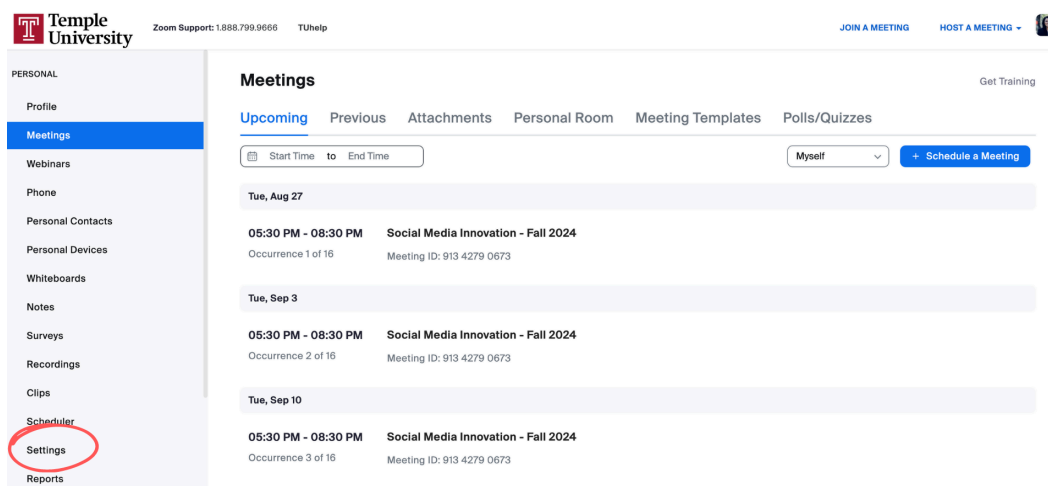 Temple
University
Zoom Support: 1.888.799.9666 TUhelp
JOIN A MEETING HOST A MEETING
PERSONAL
Profile
Meetings
Webinars
Phone
Personal Contacts
Personal Devices
Whiteboards
Notes
Surveys
Recordings
Clips
Scheduler
Settings
Reports
Meetings
Get Training
Upcoming Previous Attachments Personal Room Meeting Templates Polls/Quizzes
Start Time to End Time
Myself
+ Schedule a Meeting
Tue, Aug 27
05:30 PM - 08:30 PM Social Media Innovation - Fall 2024
Occurrence 1 of 16 Meeting ID: 913 4279 0673
Tue, Sep 3
05:30 PM - 08:30 PM Social Media Innovation - Fall 2024
Occurrence 2 of 16 Meeting ID: 913 4279 0673
Tue, Sep 10
05:30 PM - 08:30 PM Social Media Innovation - Fall 2024
Occurrence 3 of 16 Meeting ID: 913 4279 0673